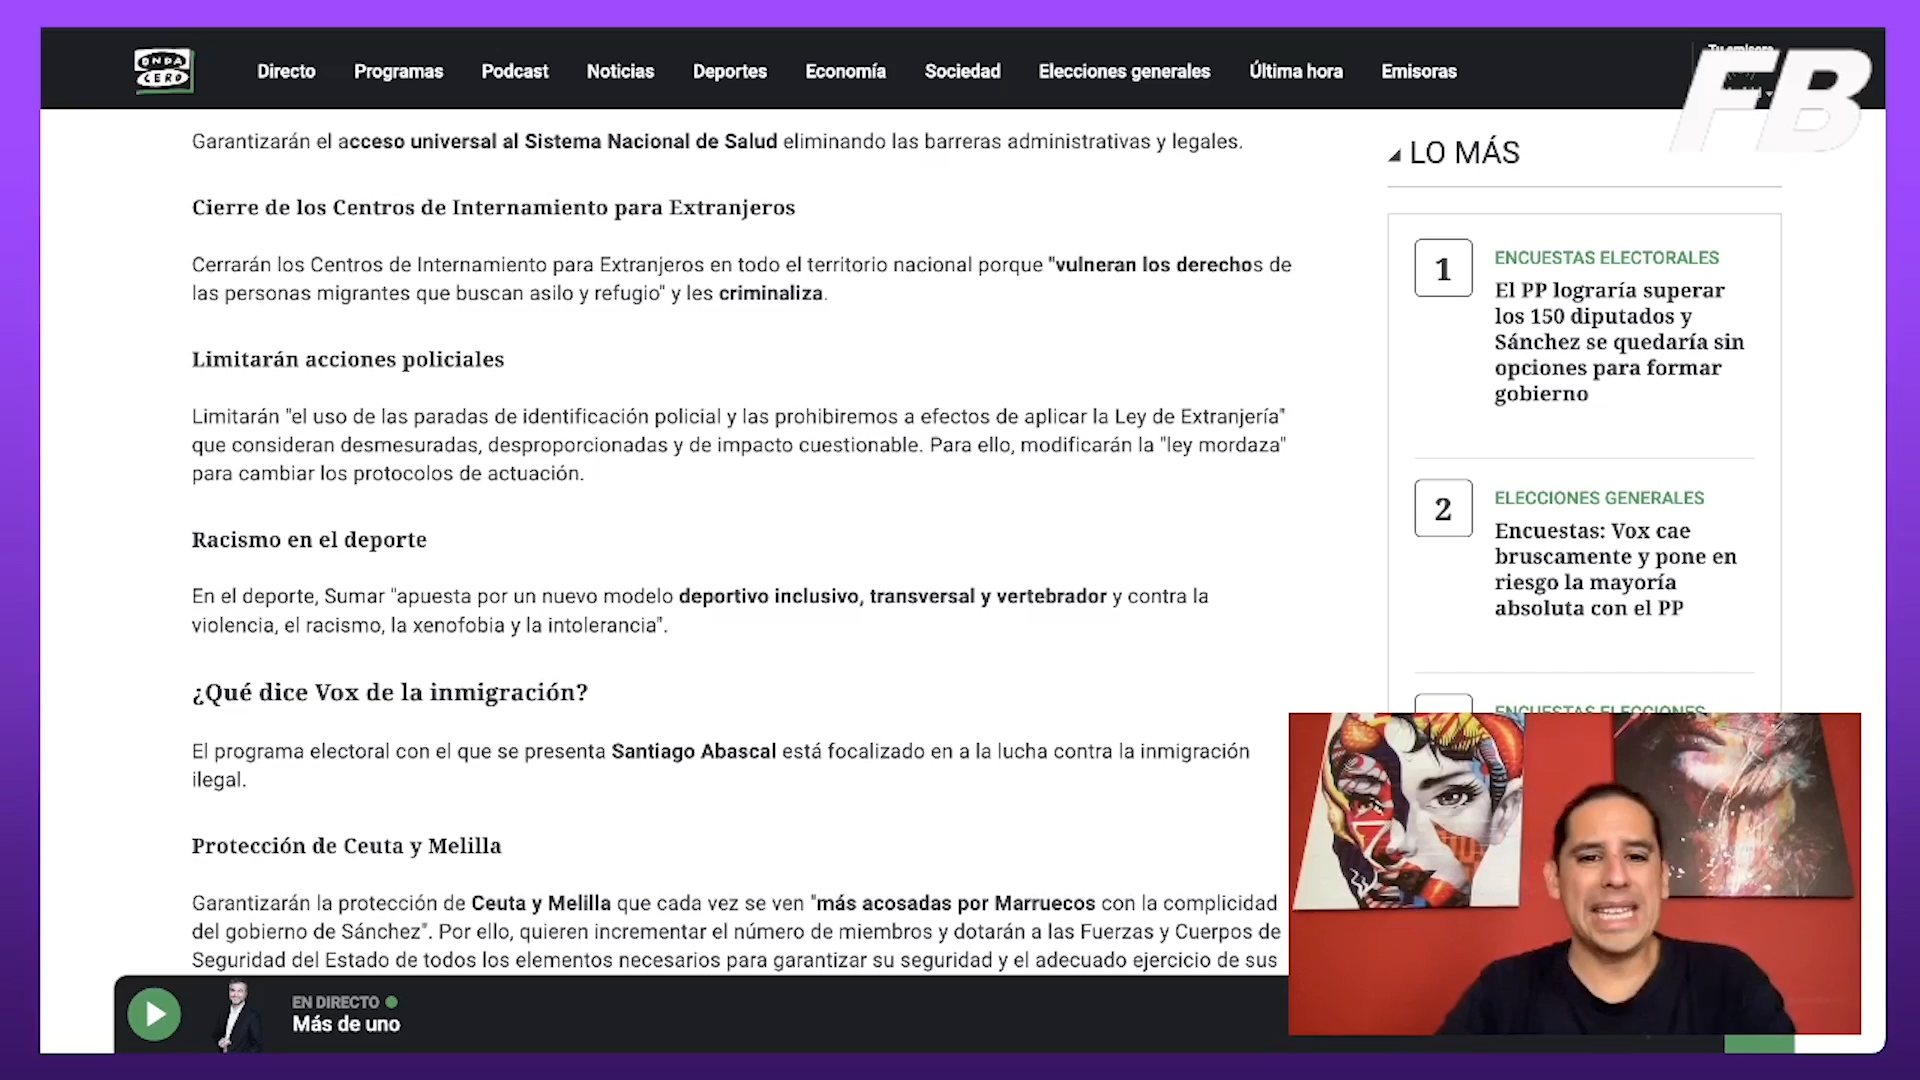 ONDA
CERO
Directo
Programas
Podcast
Noticias
Deportes
Economía
Sociedad
Elecciones generales
Última hora
Emisoras
FB
Garantizarán el acceso universal al Sistema Nacional de Salud eliminando las barreras administrativas y legales.
Cierre de los Centros de Internamiento para Extranjeros
Cerrarán los Centros de Internamiento para Extranjeros en todo el territorio nacional porque "vulneran los derechos de
las personas migrantes que buscan asilo y refugio" y les criminaliza.
Limitarán acciones policiales
Limitarán "el uso de las paradas de identificación policial y las prohibiremos a efectos de aplicar la Ley de Extranjería"
que consideran desmesuradas, desproporcionadas y de impacto cuestionable. Para ello, modificarán la "ley mordaza"
para cambiar los protocolos de actuación.
Racismo en el deporte
En el deporte, Sumar "apuesta por un nuevo modelo deportivo inclusivo, transversal y vertebrador y contra la
violencia, el racismo, la xenofobia y la intolerancia".
¿Qué dice Vox de la inmigración?
El programa electoral con el que se presenta Santiago Abascal está focalizado en a la lucha contra la inmigración
ilegal.
Protección de Ceuta y Melilla
Garantizarán la protección de Ceuta y Melilla que cada vez se ven "más acosadas por Marruecos con la complicidad
del gobierno de Sánchez". Por ello, quieren incrementar el número de miembros y dotarán a las Fuerzas y Cuerpos de
Seguridad del Estado de todos los elementos necesarios para garantizar su seguridad y el adecuado ejercicio de sus
LO MÁS
1
ENCUESTAS ELECTORALES
El PP lograría superar
los 150 diputados y
Sánchez se quedaría sin
opciones para formar
gobierno
2
ELECCIONES GENERALES
Encuestas: Vox cae
bruscamente y pone en
riesgo la mayoría
absoluta con el PP
ENCUESTAS ELECCIONES
EN DIRECTO
Más de uno